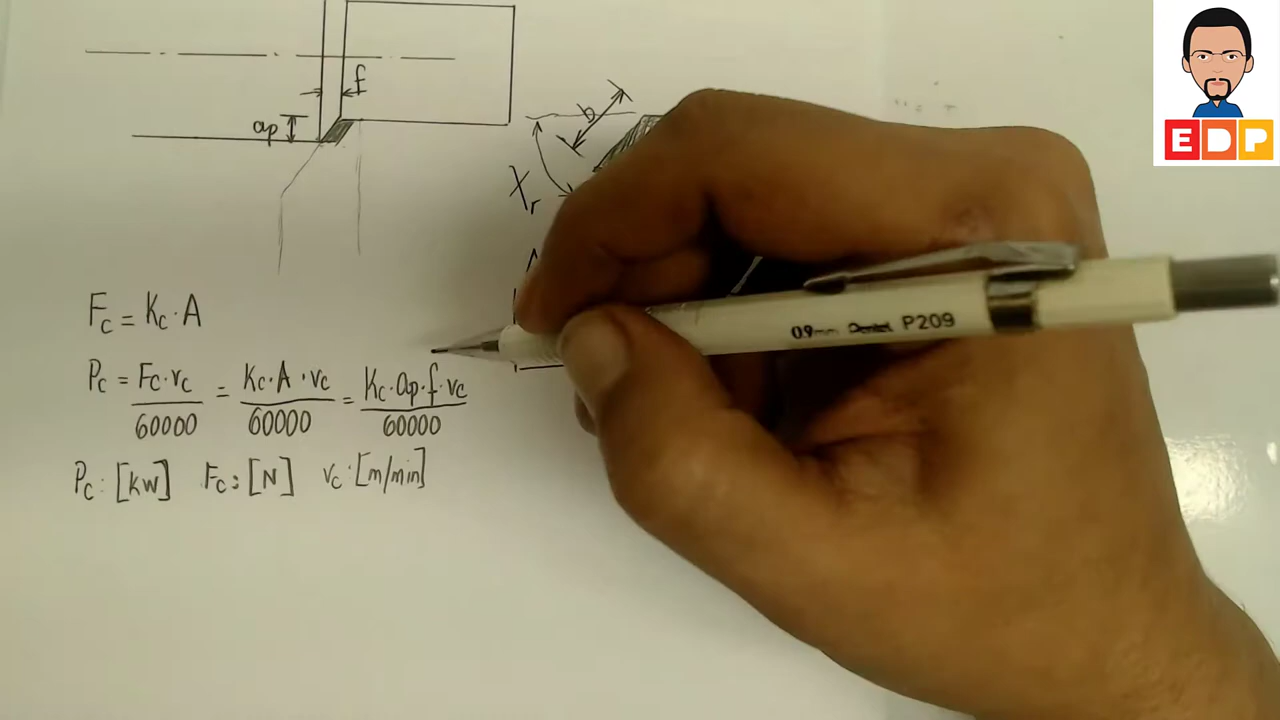 f
ap
b
χr
Fc = Kc · A
Pc = Fc · vc / 60000 = Kc · A · vc / 60000 = Kc · ap · f · vc / 60000
Pc : [kW] Fc : [N] vc : [m/min]
0.9mm Pentel P209
EDP